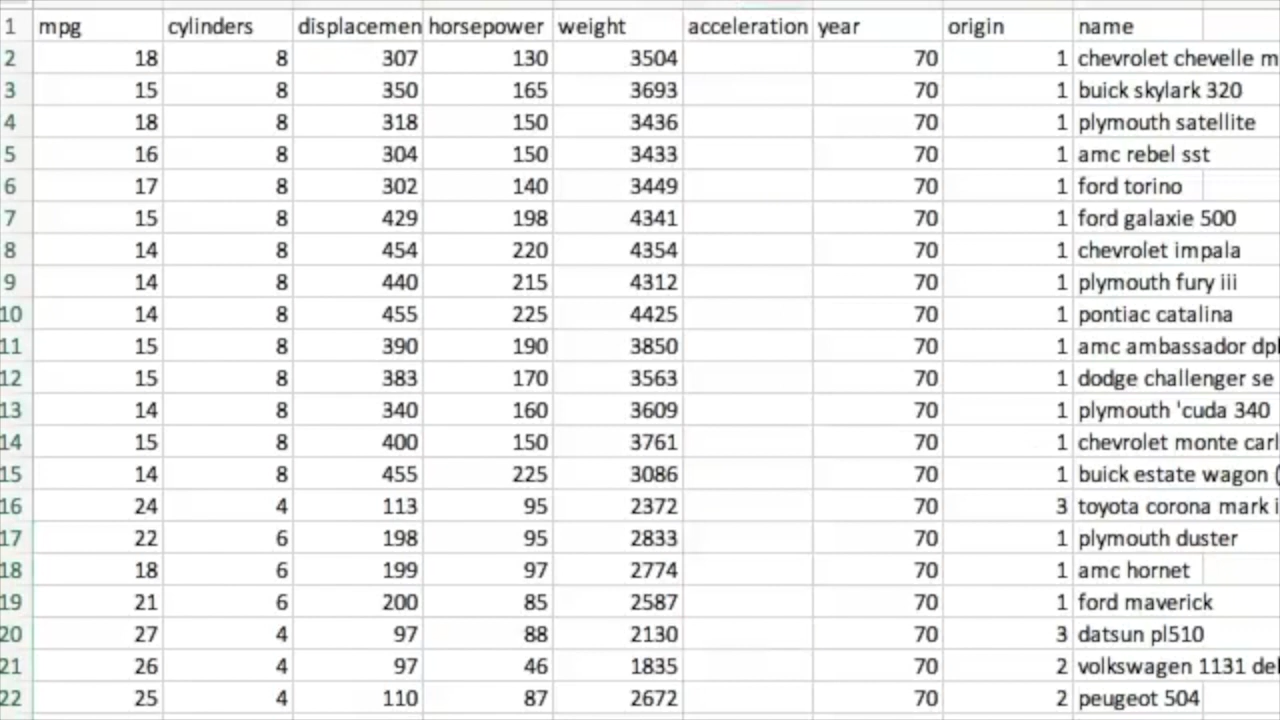 1 mpg cylinders displacemen horsepower weight acceleration year origin name
2 18 8 307 130 3504 70 1 chevrolet chevelle m
3 15 8 350 165 3693 70 1 buick skylark 320
4 18 8 318 150 3436 70 1 plymouth satellite
5 16 8 304 150 3433 70 1 amc rebel sst
6 17 8 302 140 3449 70 1 ford torino
7 15 8 429 198 4341 70 1 ford galaxie 500
8 14 8 454 220 4354 70 1 chevrolet impala
9 14 8 440 215 4312 70 1 plymouth fury iii
10 14 8 455 225 4425 70 1 pontiac catalina
11 15 8 390 190 3850 70 1 amc ambassador dpl
12 15 8 383 170 3563 70 1 dodge challenger se
13 14 8 340 160 3609 70 1 plymouth 'cuda 340
14 15 8 400 150 3761 70 1 chevrolet monte carl
15 14 8 455 225 3086 70 1 buick estate wagon (
16 24 4 113 95 2372 70 3 toyota corona mark i
17 22 6 198 95 2833 70 1 plymouth duster
18 18 6 199 97 2774 70 1 amc hornet
19 21 6 200 85 2587 70 1 ford maverick
20 27 4 97 88 2130 70 3 datsun pl510
21 26 4 97 46 1835 70 2 volkswagen 1131 del
22 25 4 110 87 2672 70 2 peugeot 504